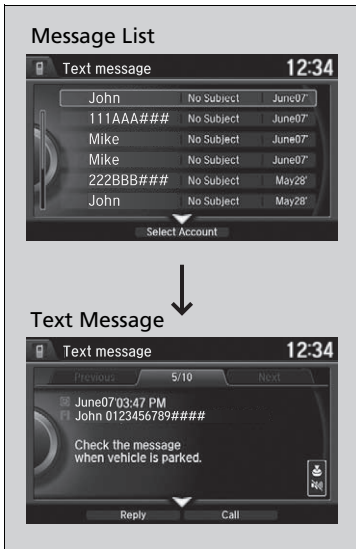 Message List
Text message 12:34
John No Subject June07'
111AAA### No Subject June07'
Mike No Subject June07'
Mike No Subject June07'
222BBB### No Subject May28'
John No Subject May28'
Select Account
Text Message
Text message 12:34
Previous 5/10 Next
June07'03:47 PM
John 0123456789####
Check the message
when vehicle is parked.
Reply Call